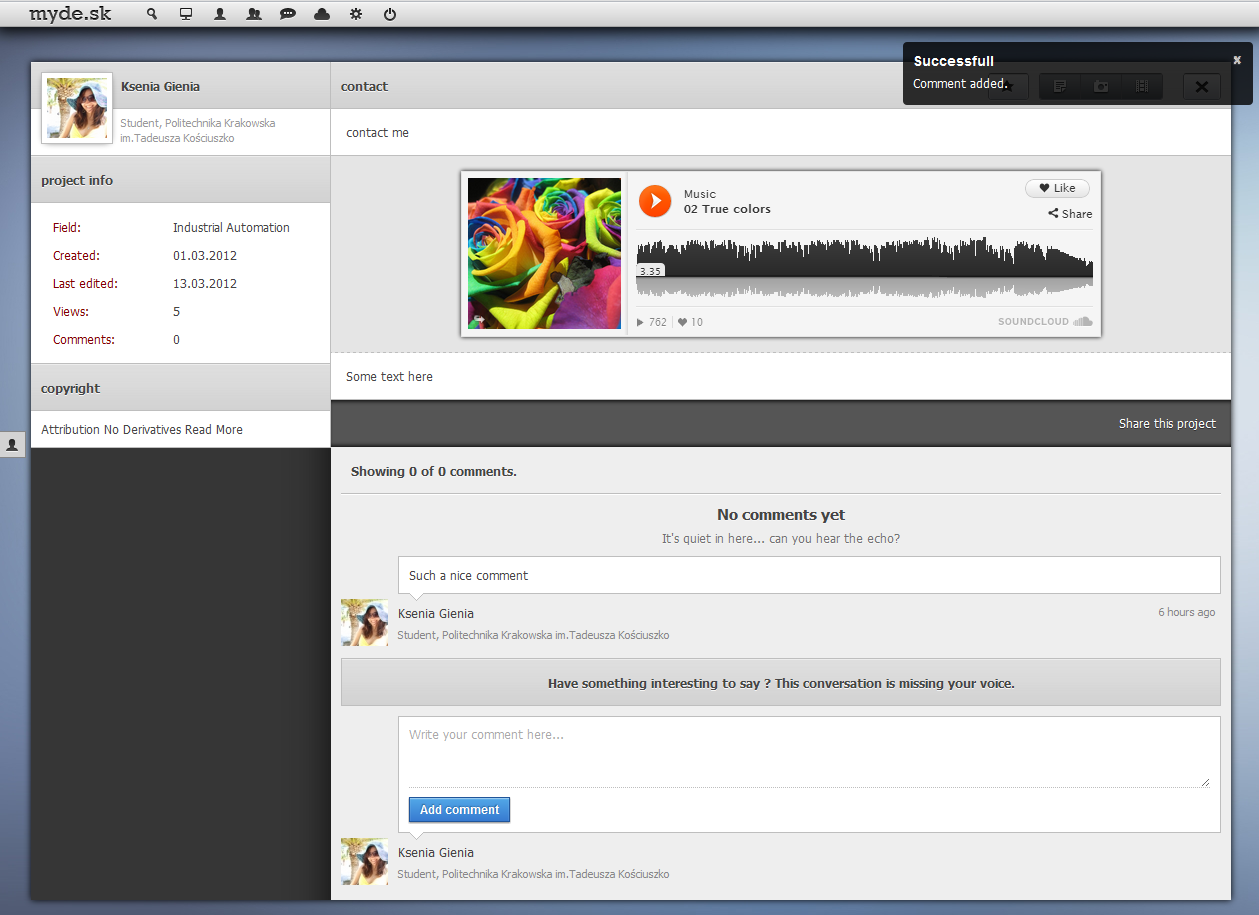 myde.sk
Successfull
x
Comment added.
Ksenia Gienia
Student, Politechnika Krakowska
im.Tadeusza Kościuszko
contact
contact me
project info
Field: Industrial Automation
Created: 01.03.2012
Last edited: 13.03.2012
Views: 5
Comments: 0
copyright
Attribution No Derivatives Read More
Music
02 True colors
Like
Share
3.35
762
10
SOUNDCLOUD
Some text here
Share this project
Showing 0 of 0 comments.
No comments yet
It's quiet in here... can you hear the echo?
Such a nice comment
Ksenia Gienia
6 hours ago
Student, Politechnika Krakowska im.Tadeusza Kościuszko
Have something interesting to say ? This conversation is missing your voice.
Write your comment here...
Add comment
Ksenia Gienia
Student, Politechnika Krakowska im.Tadeusza Kościuszko